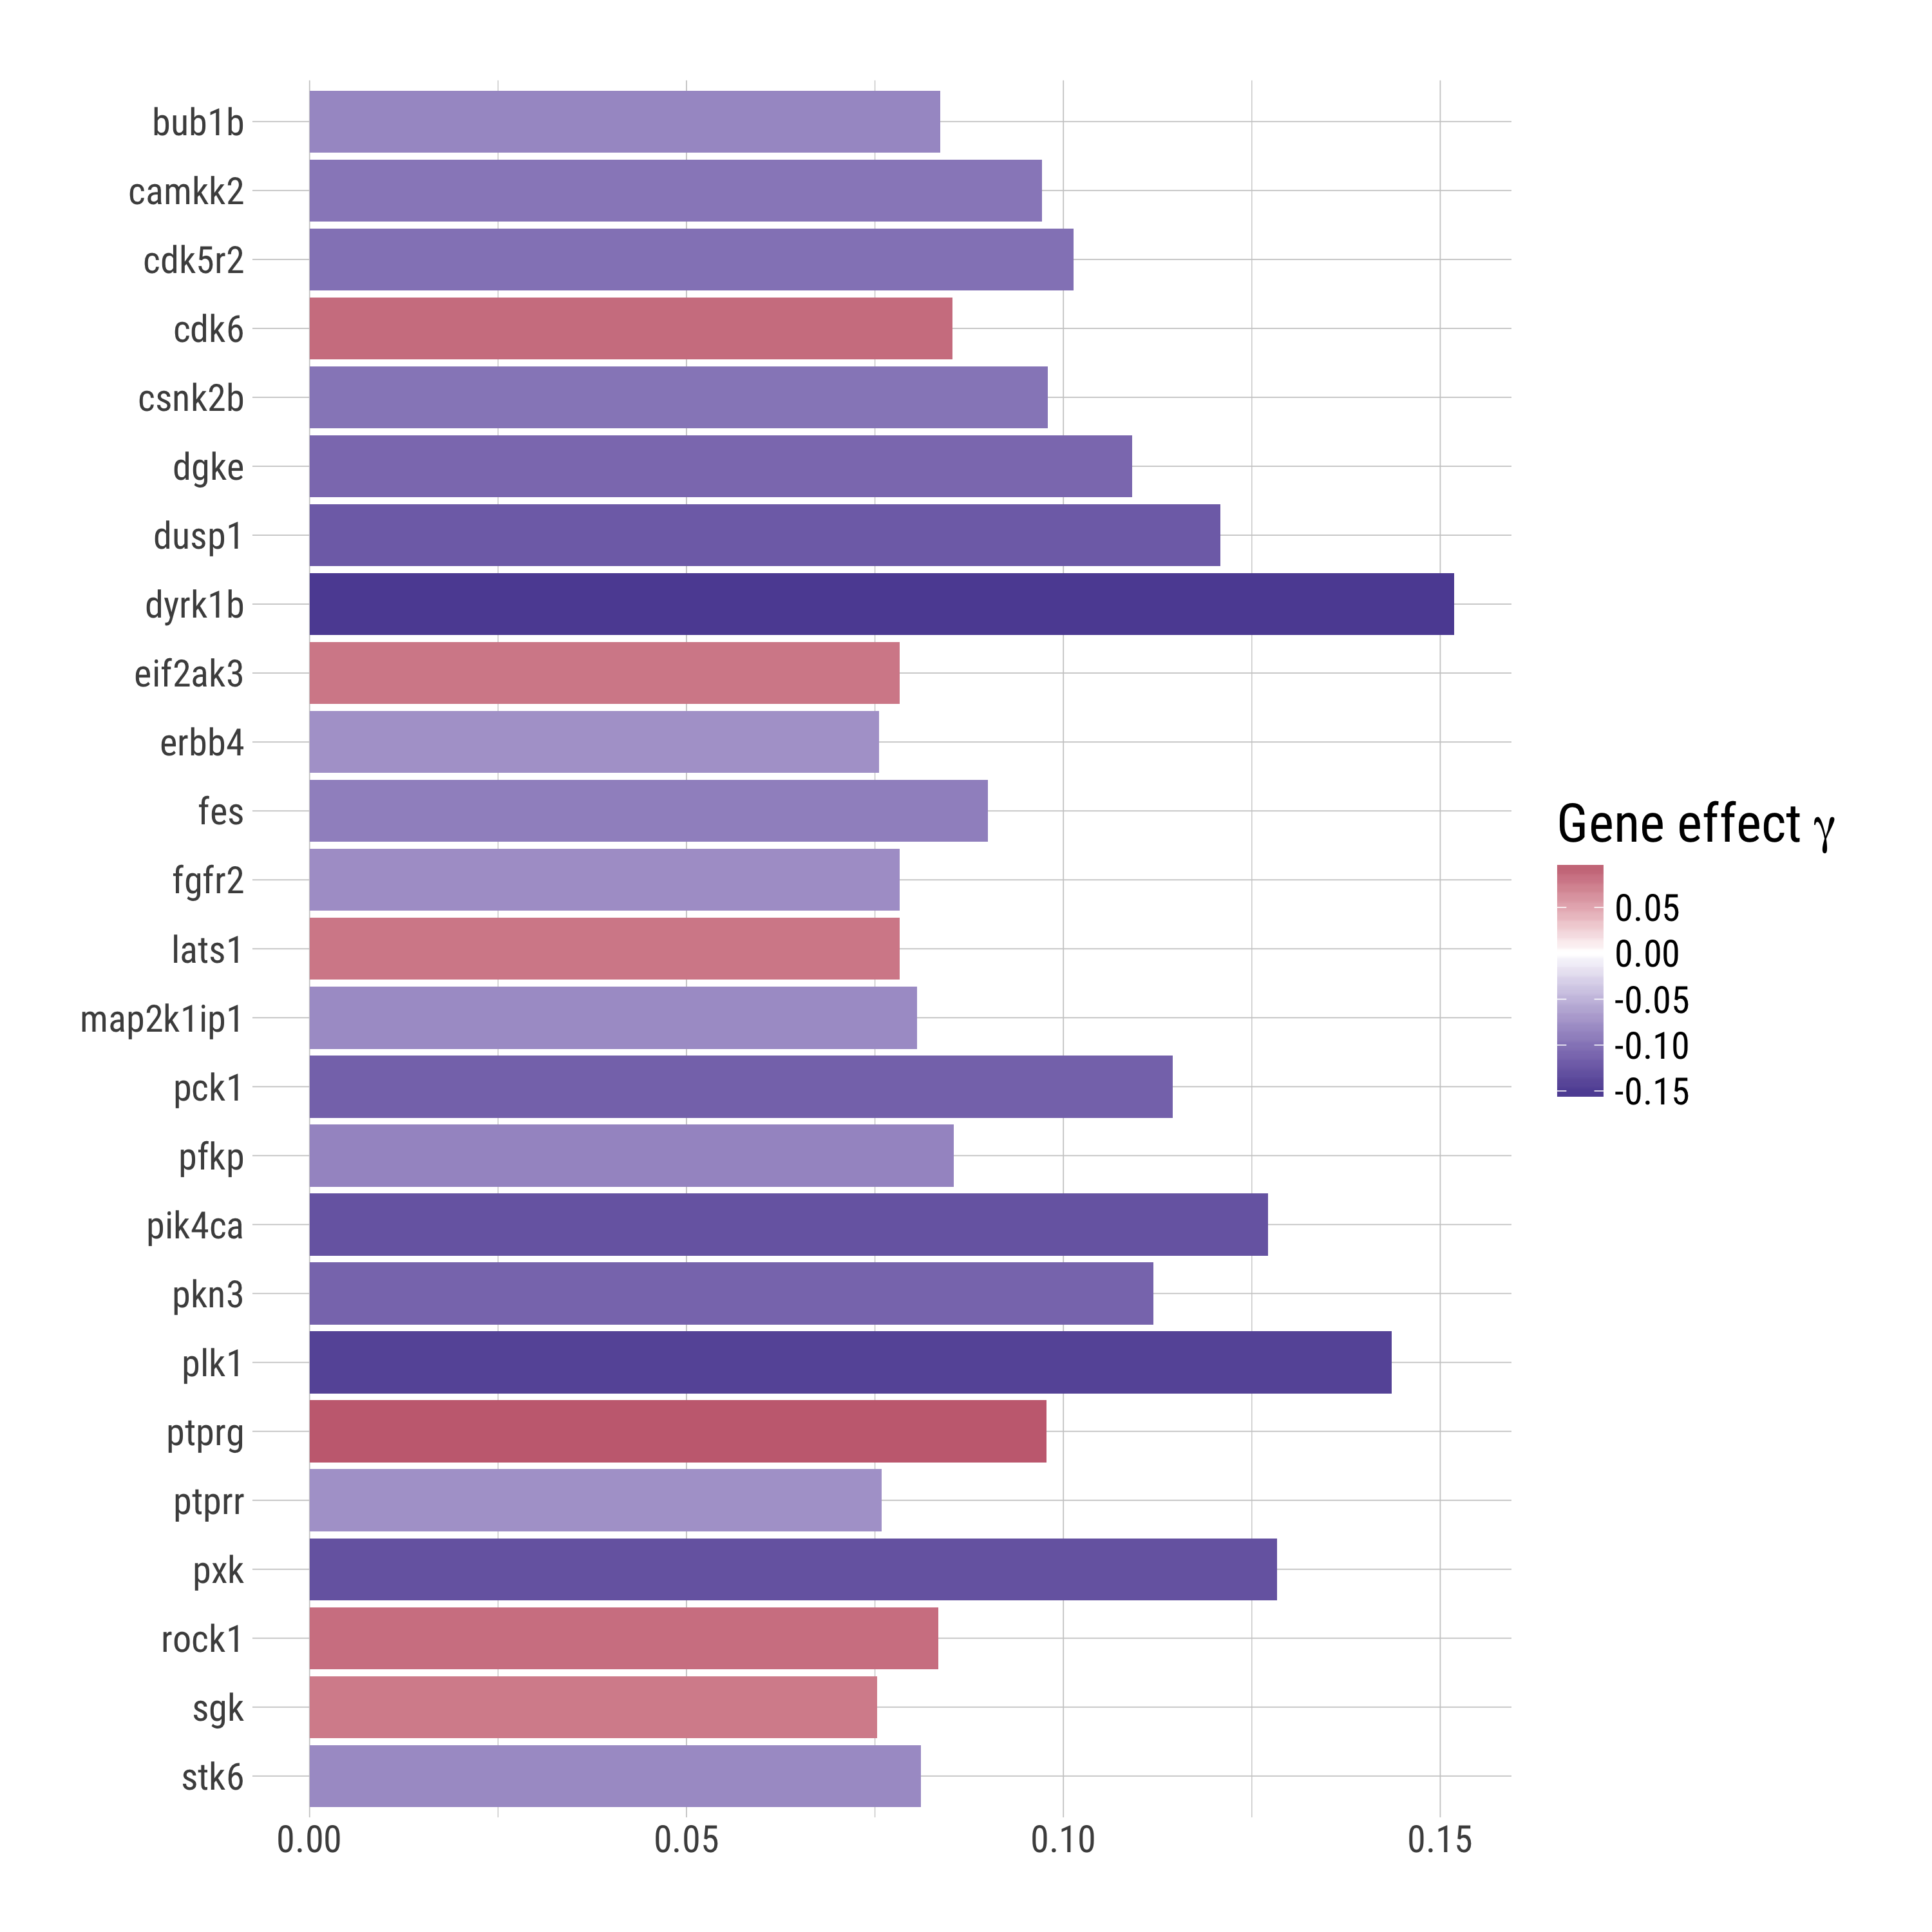 bub1b
camkk2
cdk5r2
cdk6
csnk2b
dgke
dusp1
dyrk1b
eif2ak3
erbb4
fes
fgfr2
lats1
map2k1ip1
pck1
pfkp
pik4ca
pkn3
plk1
ptprg
ptprr
pxk
rock1
sgk
stk6
0.00 0.05 0.10 0.15
Gene effect γ
0.05
0.00
-0.05
-0.10
-0.15